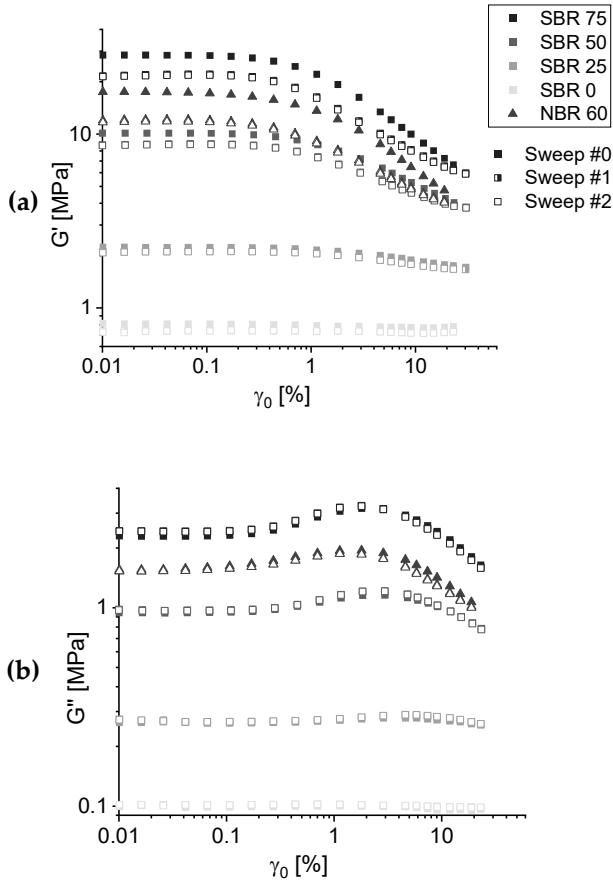 (a)
G' [MPa]
10
1
0.01
0.1
1
10
γ₀ [%]
SBR 75
SBR 50
SBR 25
SBR 0
NBR 60
Sweep #0
Sweep #1
Sweep #2
(b)
G'' [MPa]
1
0.1
0.01
0.1
1
10
γ₀ [%]